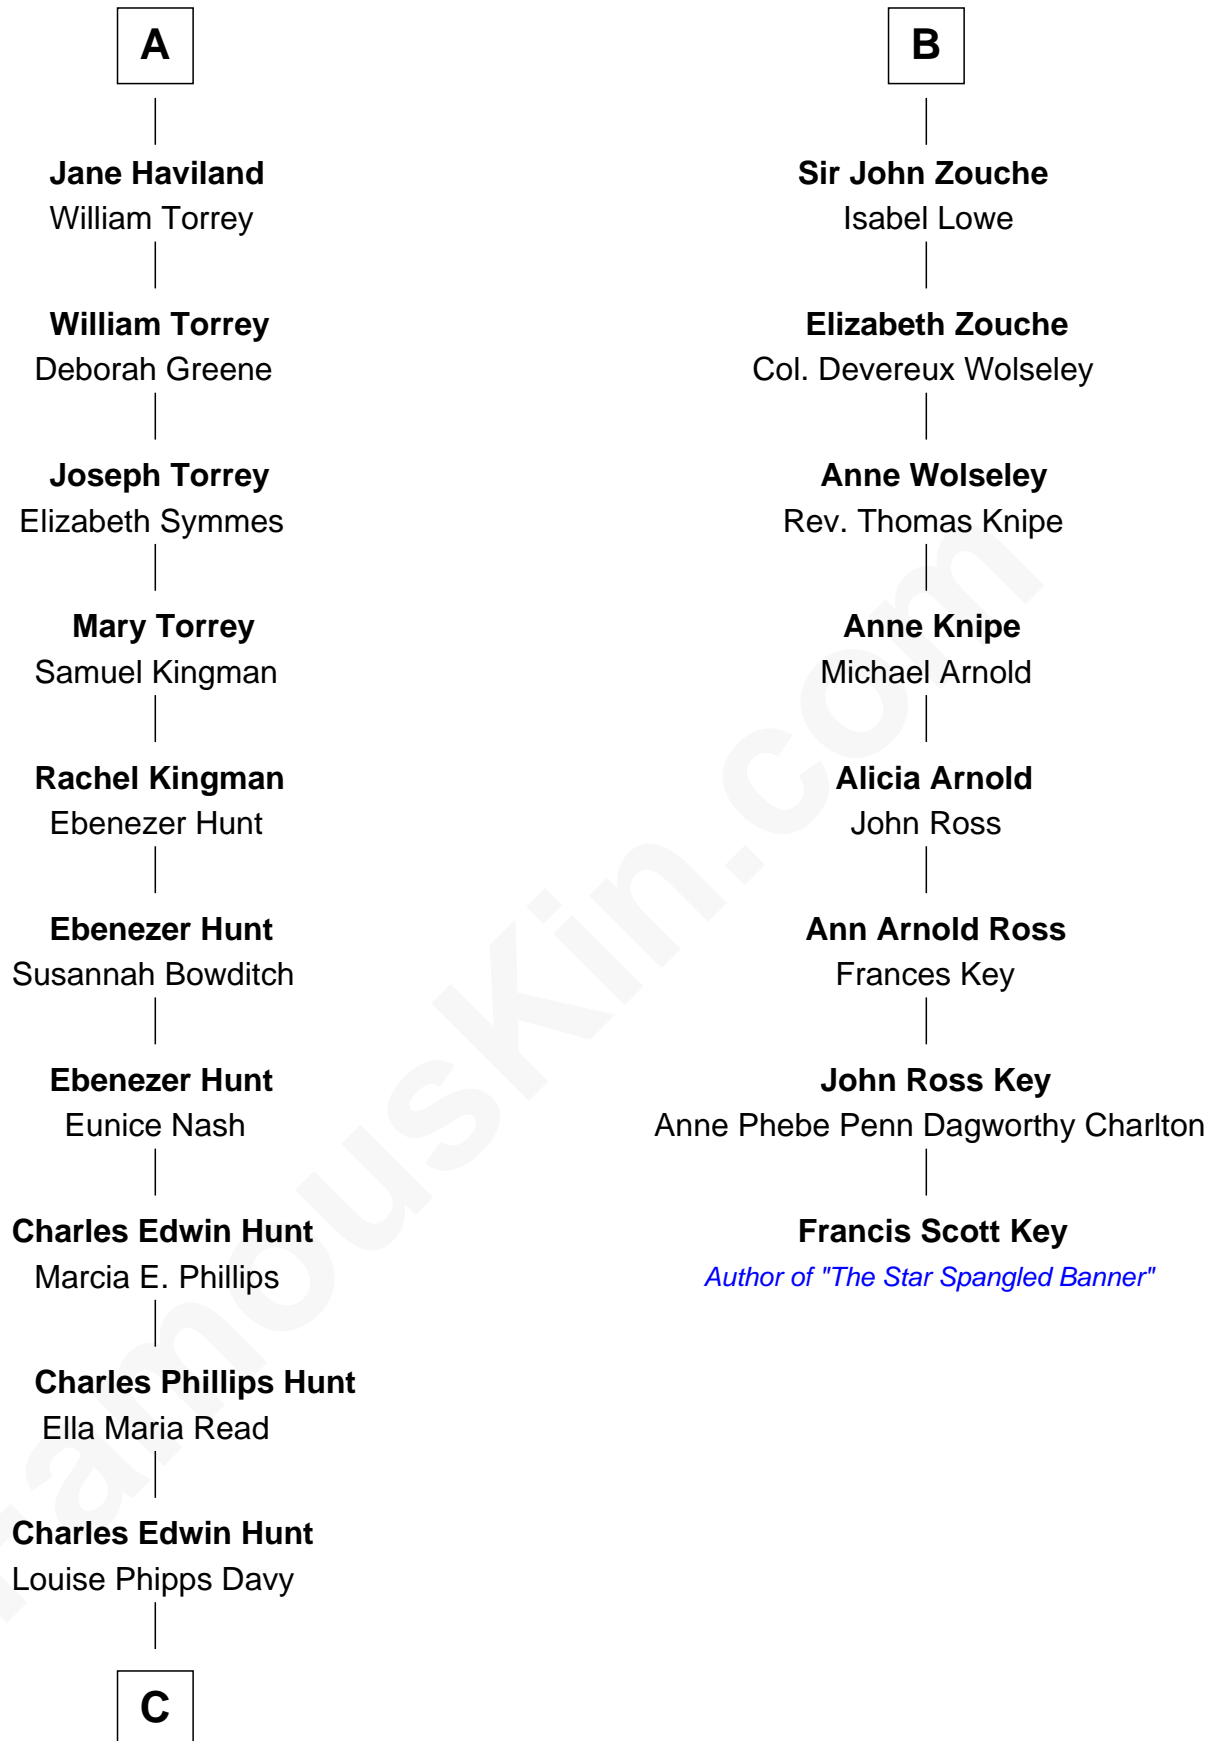 A
Jane Haviland
William Torrey
William Torrey
Deborah Greene
Joseph Torrey
Elizabeth Symmes
Mary Torrey
Samuel Kingman
Rachel Kingman
Ebenezer Hunt
Ebenezer Hunt
Susannah Bowditch
Ebenezer Hunt
Eunice Nash
Charles Edwin Hunt
Marcia E. Phillips
Charles Phillips Hunt
Ella Maria Read
Charles Edwin Hunt
Louise Phipps Davy
C
B
Sir John Zouche
Isabel Lowe
Elizabeth Zouche
Col. Devereux Wolseley
Anne Wolseley
Rev. Thomas Knipe
Anne Knipe
Michael Arnold
Alicia Arnold
John Ross
Ann Arnold Ross
Frances Key
John Ross Key
Anne Phebe Penn Dagworthy Charlton
Francis Scott Key
Author of "The Star Spangled Banner"
FamousKin.com